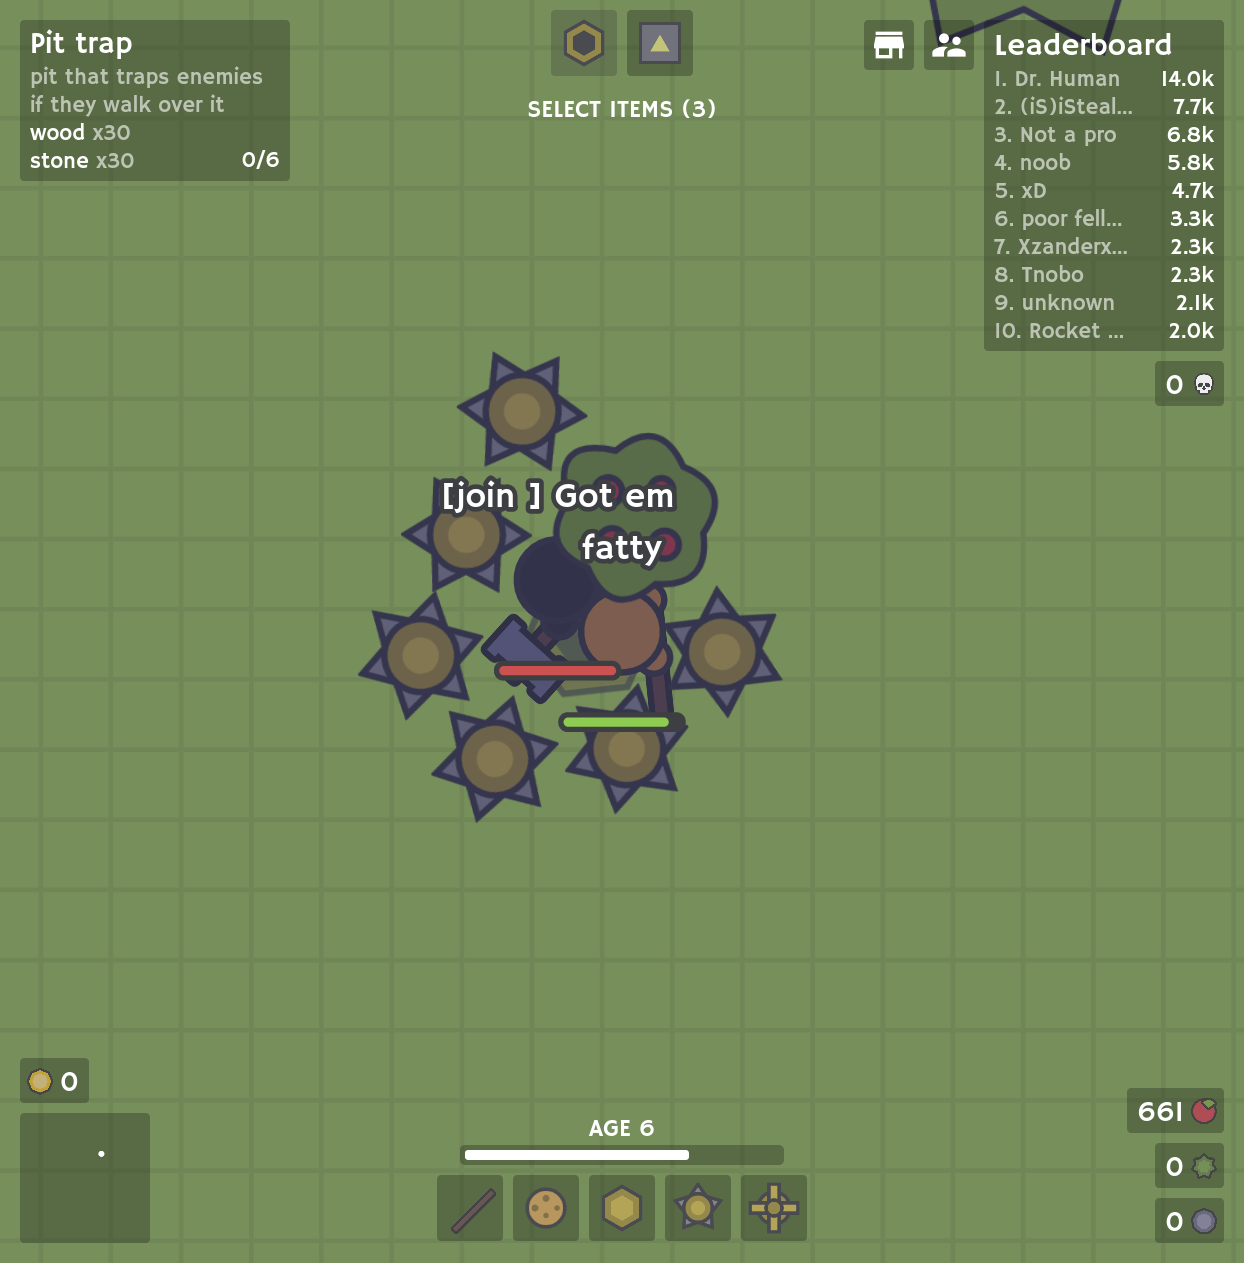 Pit trap
pit that traps enemies
if they walk over it
wood x30
stone x30 0/6
SELECT ITEMS (3)
Leaderboard
1. Dr. Human 14.0k
2. (iS)iSteal... 7.7k
3. Not a pro 6.8k
4. noob 5.8k
5. xD 4.7k
6. poor fell... 3.3k
7. Xzanderx... 2.3k
8. Tnobo 2.3k
9. unknown 2.1k
10. Rocket ... 2.0k
0
[join ] Got em
fatty
0
AGE 6
661
0
0